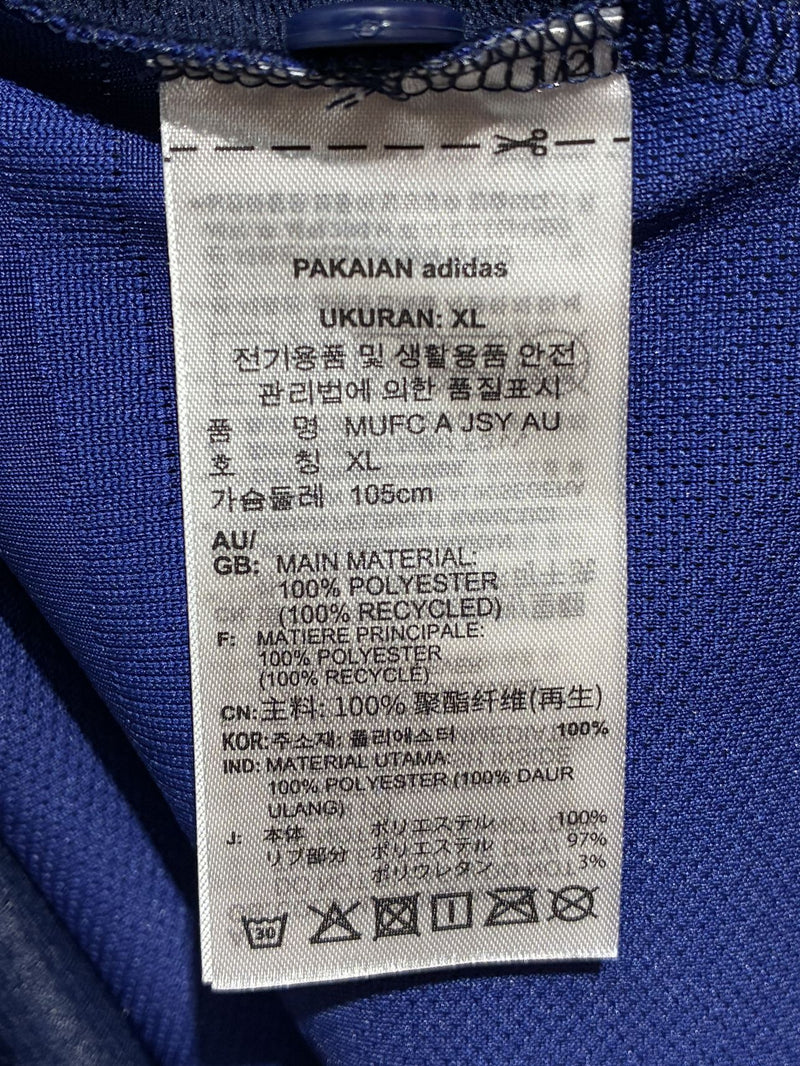 PAKAIAN adidas
UKURAN: XL
전기용품 및 생활용품 안전
관리법에 의한 품질표시
품 명 MUFC A JSY AU
호 칭 XL
가슴둘레 105cm
AU/
GB: MAIN MATERIAL:
100% POLYESTER
(100% RECYCLED)
F: MATIERE PRINCIPALE:
100% POLYESTER
(100% RECYCLÉ)
CN: 主料: 100% 聚酯纤维(再生)
KOR: 주소재: 폴리에스터 100%
IND: MATERIAL UTAMA:
100% POLYESTER (100% DAUR
ULANG)
J: 本体 ポリエステル 100%
リブ部分 ポリエステル 97%
ポリウレタン 3%
30